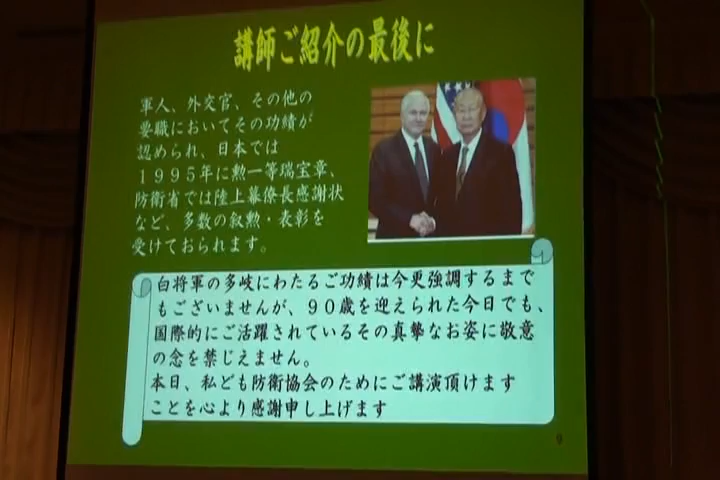 講師ご紹介の最後に
軍人、外交官、その他の
要職においてその功績が
認められ、日本では
１９９５年に勲一等瑞宝章、
防衛省では陸上幕僚長感謝状
など、多数の叙勲・表彰を
受けておられます。
白将軍の多岐にわたるご功績は今更強調するまで
もございませんが、９０歳を迎えられた今日でも、
国際的にご活躍されているその真摯なお姿に敬意
の念を禁じえません。
本日、私ども防衛協会のためにご講演頂けます
ことを心より感謝申し上げます
9